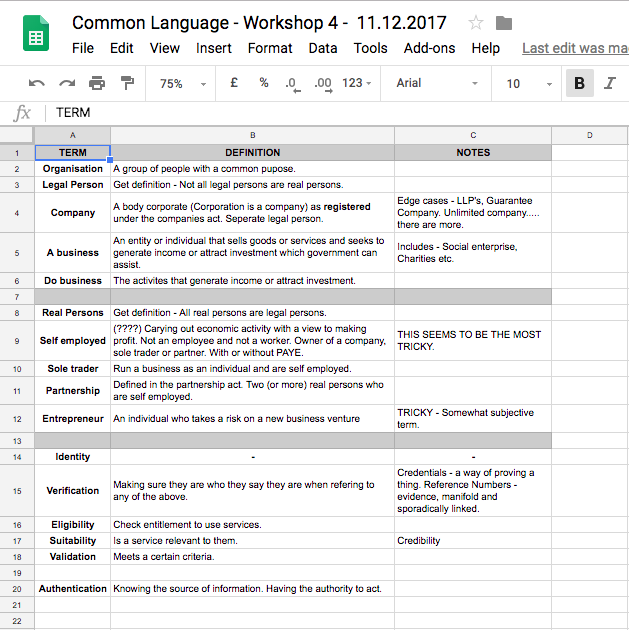 Common Language - Workshop 4 - 11.12.2017
File Edit View Insert Format Data Tools Add-ons Help Last edit was ma
75% £ % .0 .00 123 Arial 10 B I
fx TERM
A B C D
1 TERM DEFINITION NOTES
2 Organisation A group of people with a common pupose.
3 Legal Person Get definition - Not all legal persons are real persons.
4 Company
A body corporate (Corporation is a company) as registered
under the companies act. Seperate legal person.
Edge cases - LLP's, Guarantee
Company. Unlimited company.....
there are more.
5 A business
An entity or individual that sells goods or services and seeks to
generate income or attract investment which government can
assist.
Includes - Social enterprise,
Charities etc.
6 Do business The activites that generate income or attract investment.
7
8 Real Persons Get definition - All real persons are legal persons.
9 Self employed
(????) Carying out economic activity with a view to making
profit. Not an employee and not a worker. Owner of a company,
sole trader or partner. With or without PAYE.
THIS SEEMS TO BE THE MOST
TRICKY.
10 Sole trader Run a business as an individual and are self employed.
11 Partnership
Defined in the partnership act. Two (or more) real persons who
are self employed.
12 Entrepreneur An individual who takes a risk on a new business venture
TRICKY - Somewhat subjective
term.
13
14 Identity - -
15 Verification
Making sure they are who they say they are when refering to
any of the above.
Credentials - a way of proving a
thing. Reference Numbers -
evidence, manifold and
sporadically linked.
16 Eligibility Check entitlement to use services.
17 Suitability Is a service relevant to them. Credibility
18 Validation Meets a certain criteria.
19
20 Authentication Knowing the source of information. Having the authority to act.
21
22